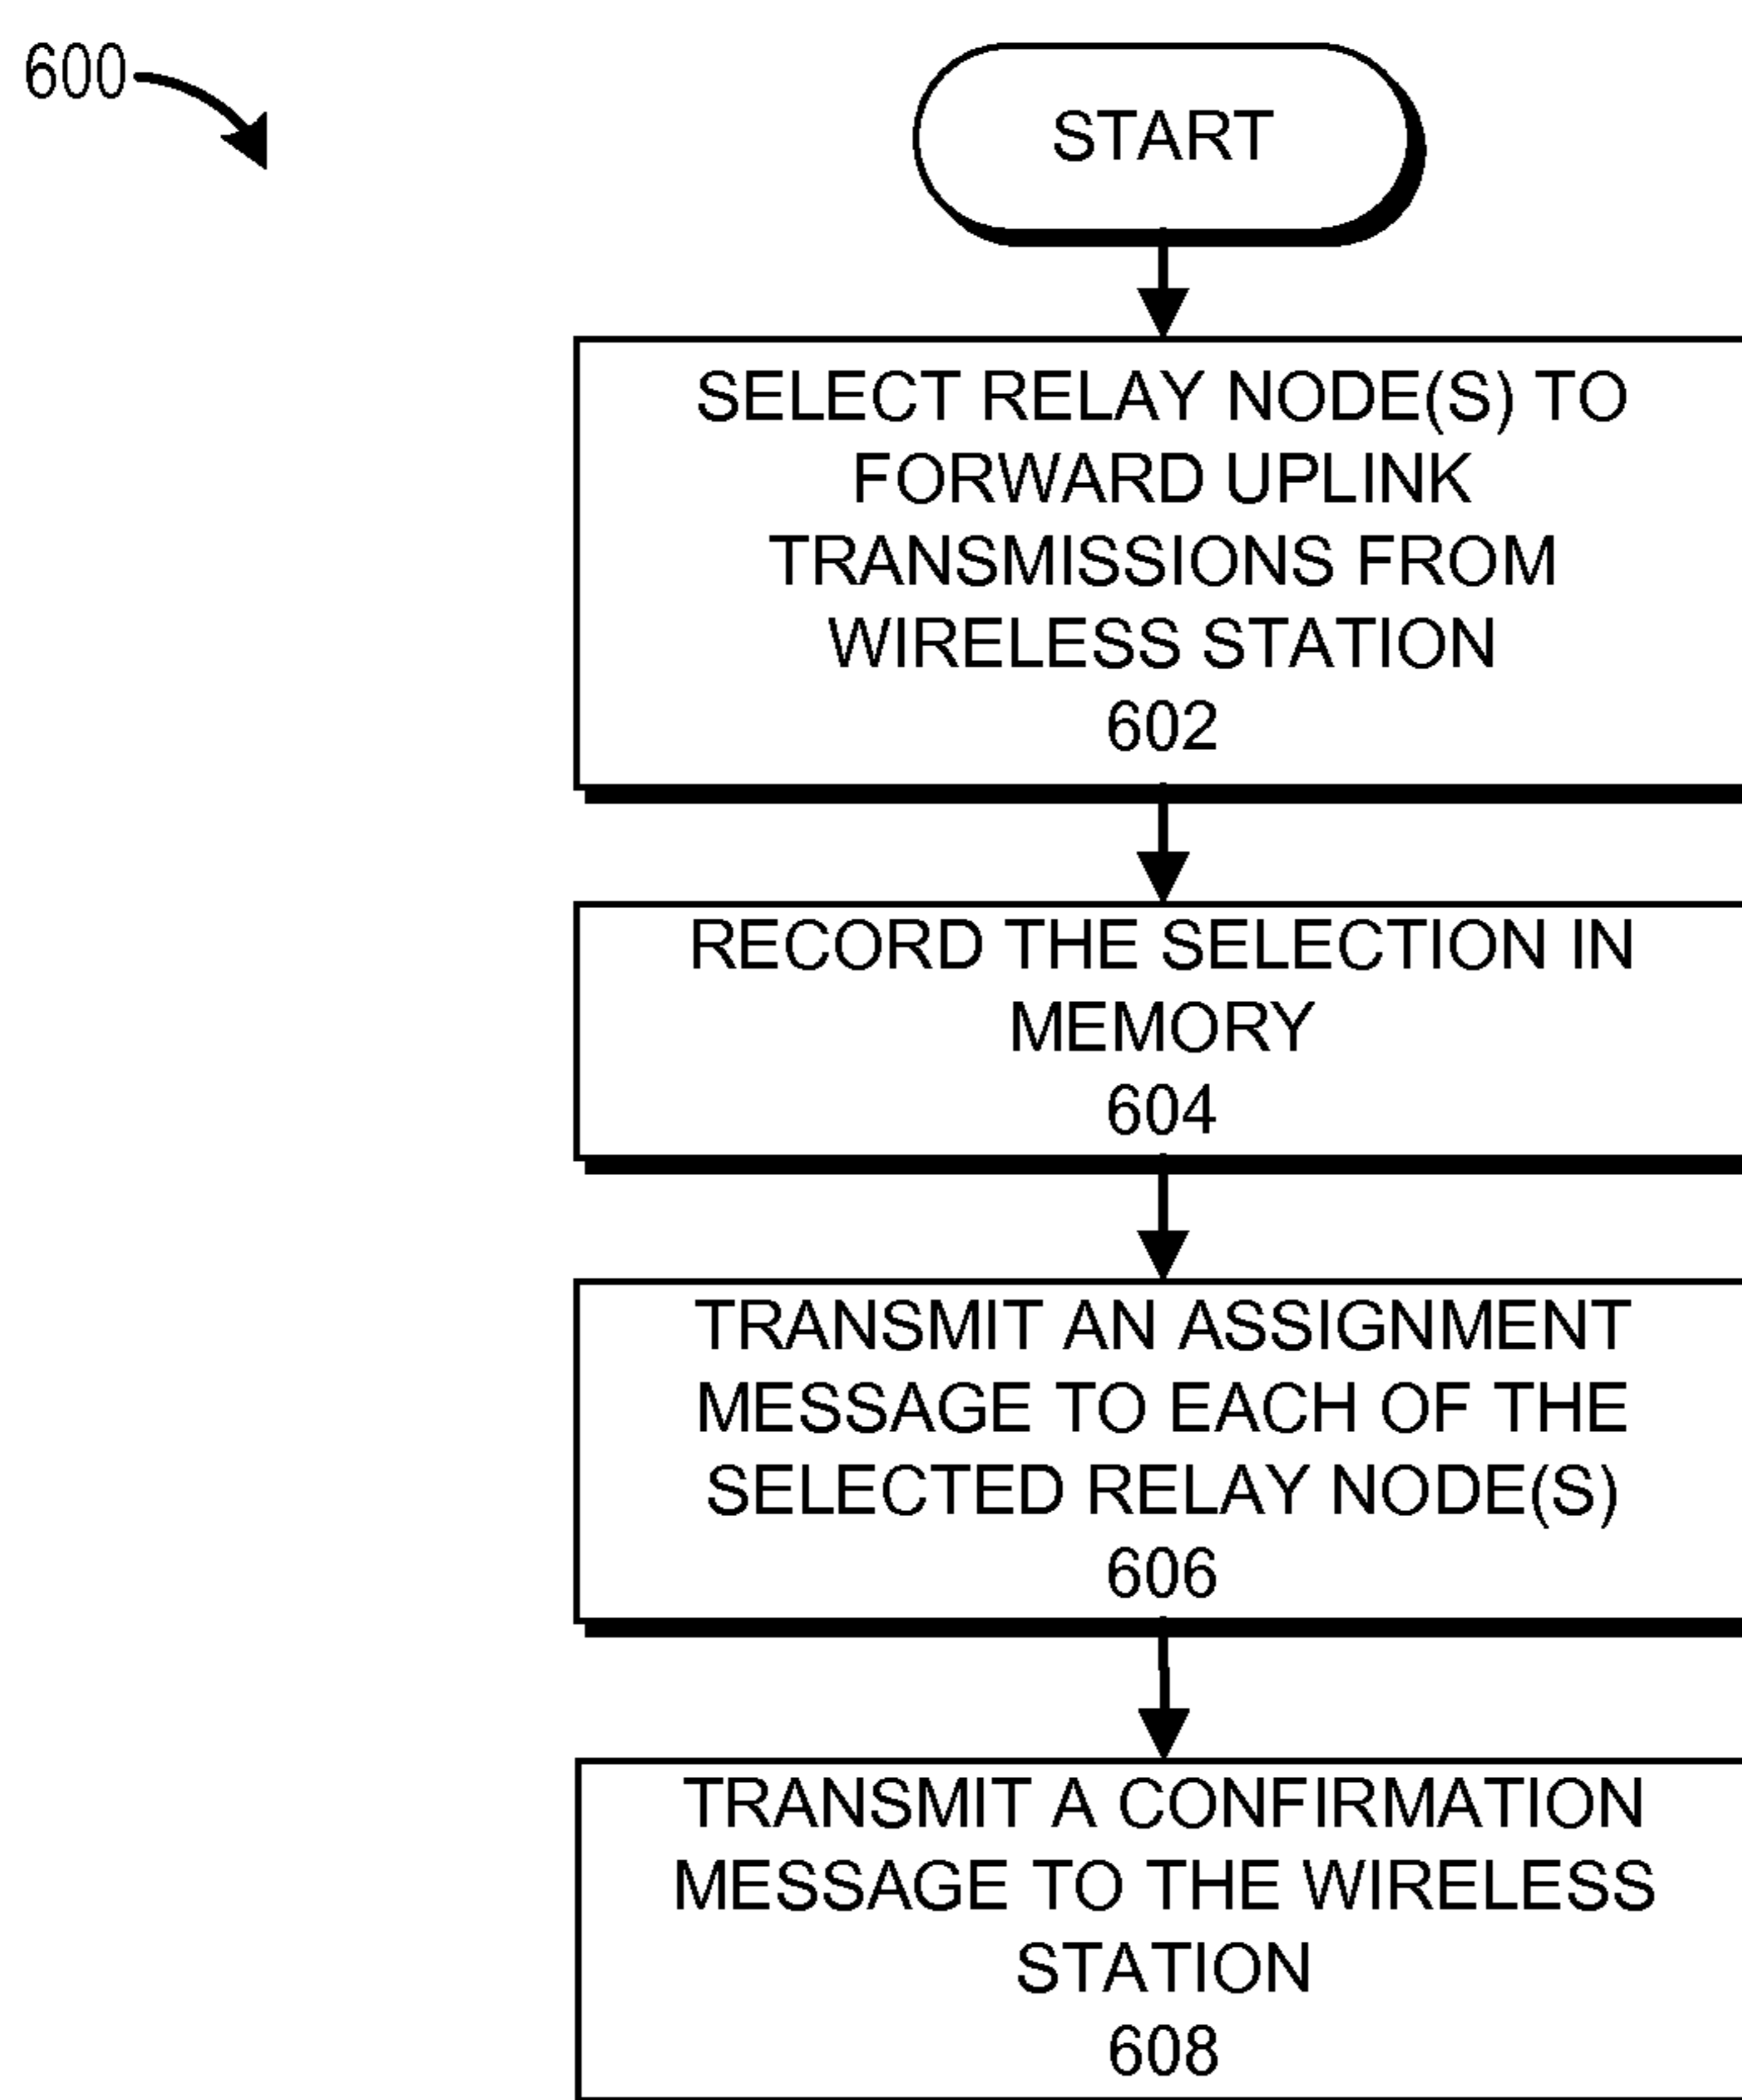 600
START
SELECT RELAY NODE(S) TO
FORWARD UPLINK
TRANSMISSIONS FROM
WIRELESS STATION
602
RECORD THE SELECTION IN
MEMORY
604
TRANSMIT AN ASSIGNMENT
MESSAGE TO EACH OF THE
SELECTED RELAY NODE(S)
606
TRANSMIT A CONFIRMATION
MESSAGE TO THE WIRELESS
STATION
608